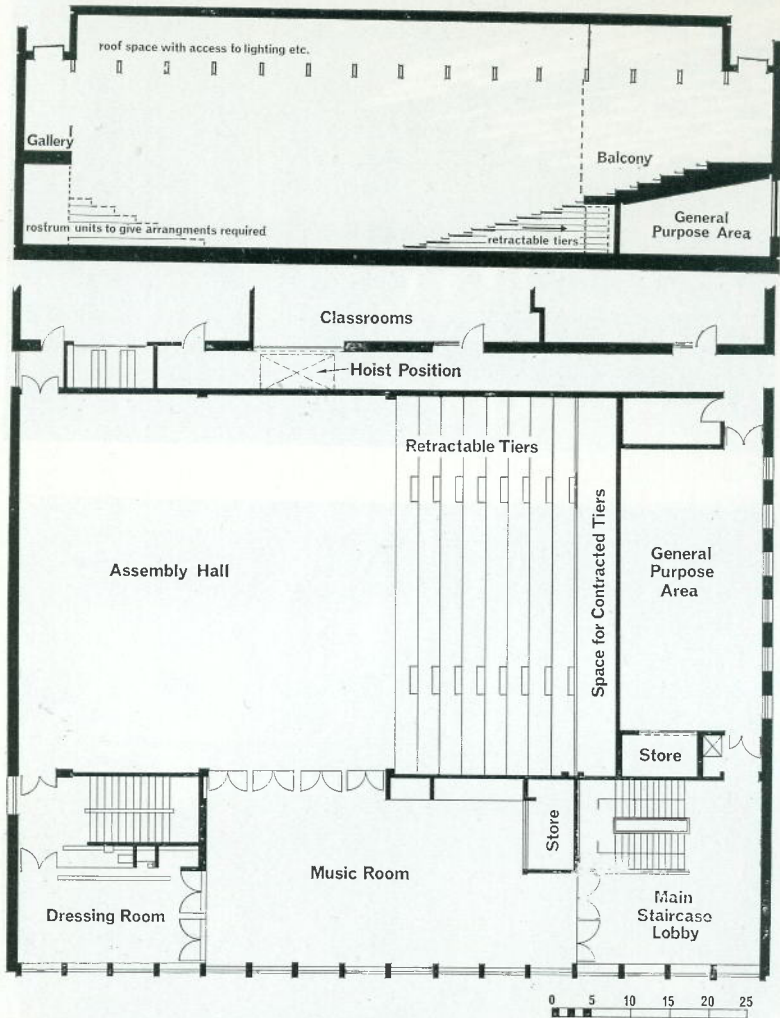 roof space with access to lighting etc.
Gallery
Balcony
rostrum units to give arrangments required
retractable tiers
General
Purpose Area
Classrooms
Hoist Position
Retractable Tiers
Assembly Hall
Space for Contracted Tiers
General
Purpose
Area
Store
Store
Music Room
Dressing Room
Main
Staircase
Lobby
0 5 10 15 20 25